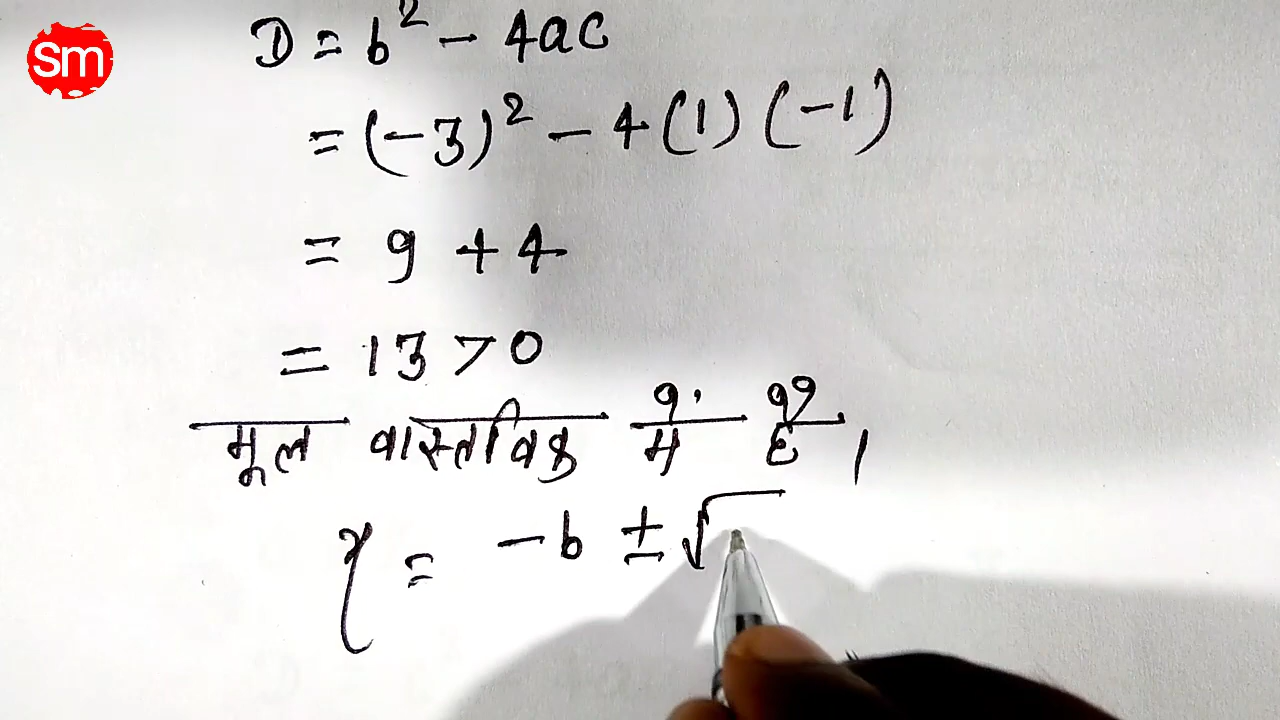 Sm
D = b² - 4ac
= (-3)² - 4(1)(-1)
= 9 + 4
= 13 > 0
मूल वास्तविक में हैं ।
x = -b ± √